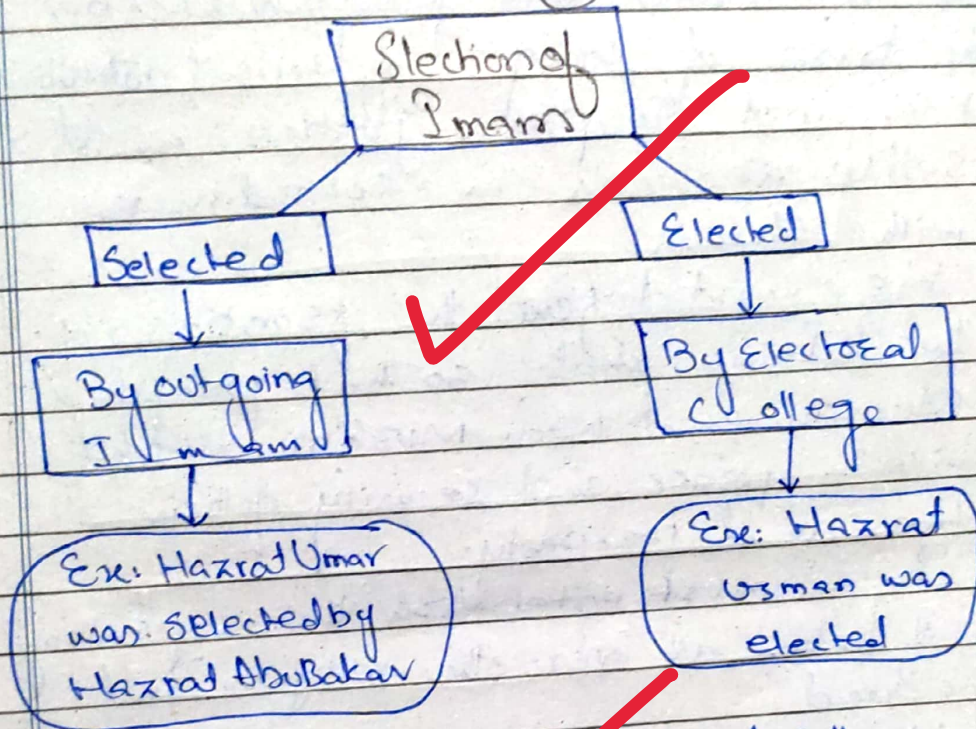 Slection of
Imam
Selected
Elected
By outgoing
Imam
By Electoral
College
Ex: Hazrat Umar
was selected by
Hazrat AbuBakar
Ex: Hazrat
Usman was
elected